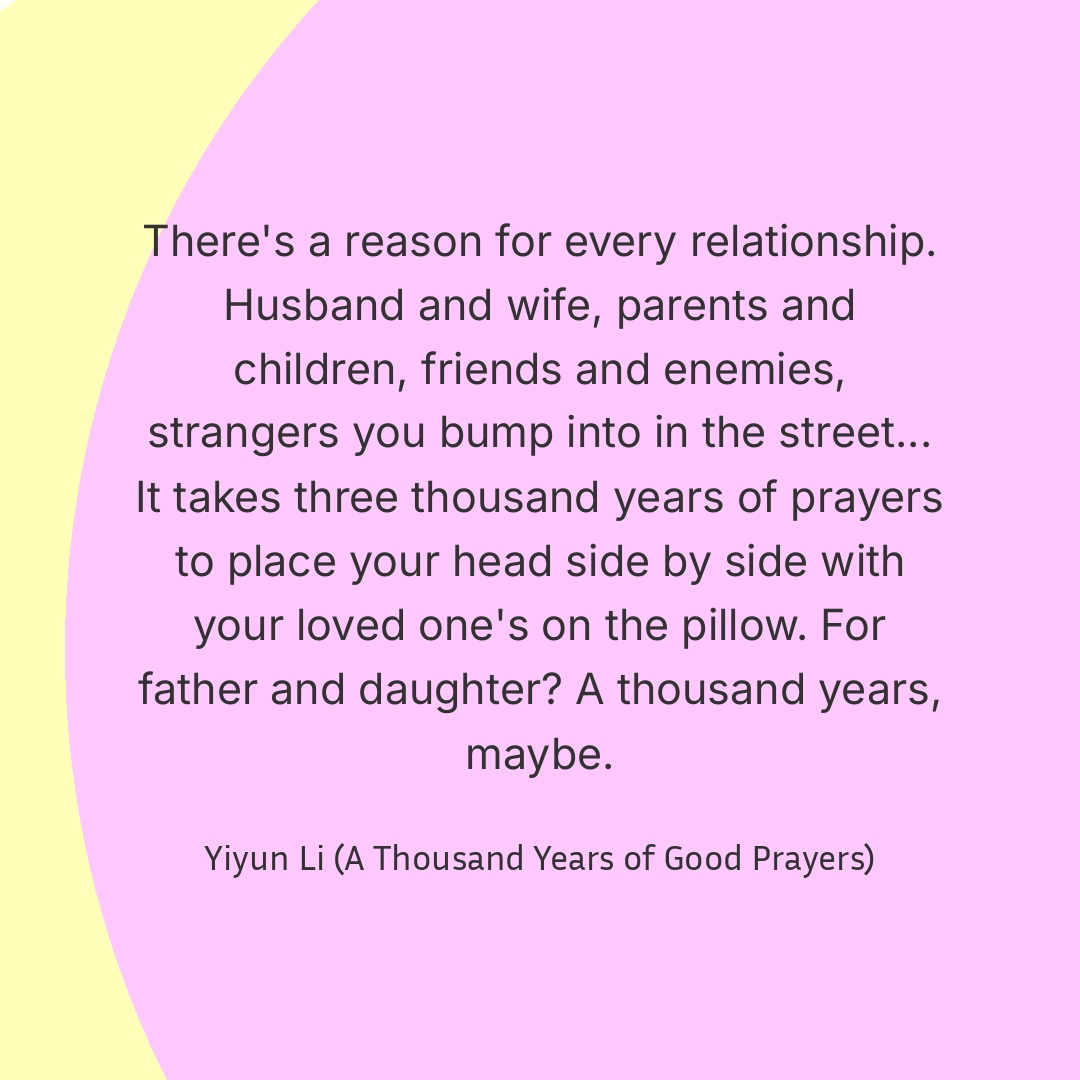 There's a reason for every relationship.
Husband and wife, parents and
children, friends and enemies,
strangers you bump into in the street...
It takes three thousand years of prayers
to place your head side by side with
your loved one's on the pillow. For
father and daughter? A thousand years,
maybe.
Yiyun Li (A Thousand Years of Good Prayers)